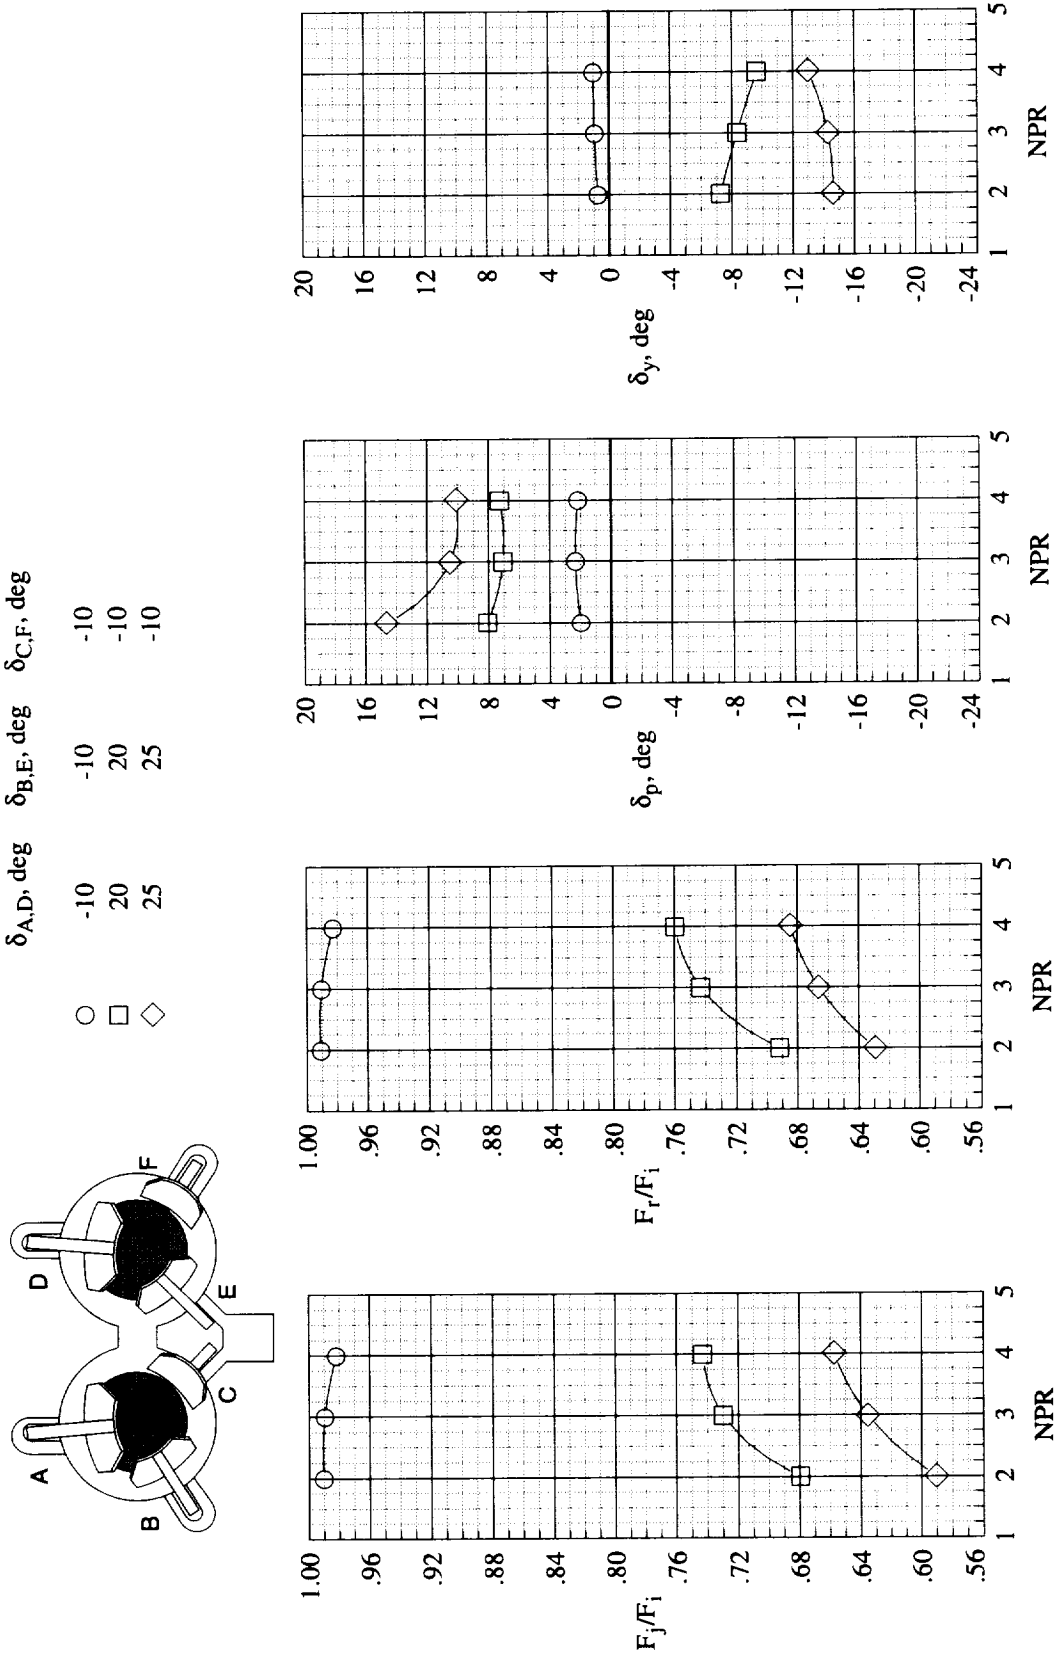 δA,D, deg δB,E, deg δC,F, deg
-10 -10 -10
20 20 -10
25 25 -10
A
B
C
D
E
F
1.00
.96
.92
.88
.84
.80
.76
.72
.68
.64
.60
.56
Fj/Fi
1 2 3 4 5
NPR
1.00
.96
.92
.88
.84
.80
.76
.72
.68
.64
.60
.56
Fr/Fi
1 2 3 4 5
NPR
20
16
12
8
4
0
-4
-8
-12
-16
-20
-24
δp, deg
1 2 3 4 5
NPR
20
16
12
8
4
0
-4
-8
-12
-16
-20
-24
δy, deg
1 2 3 4 5
NPR